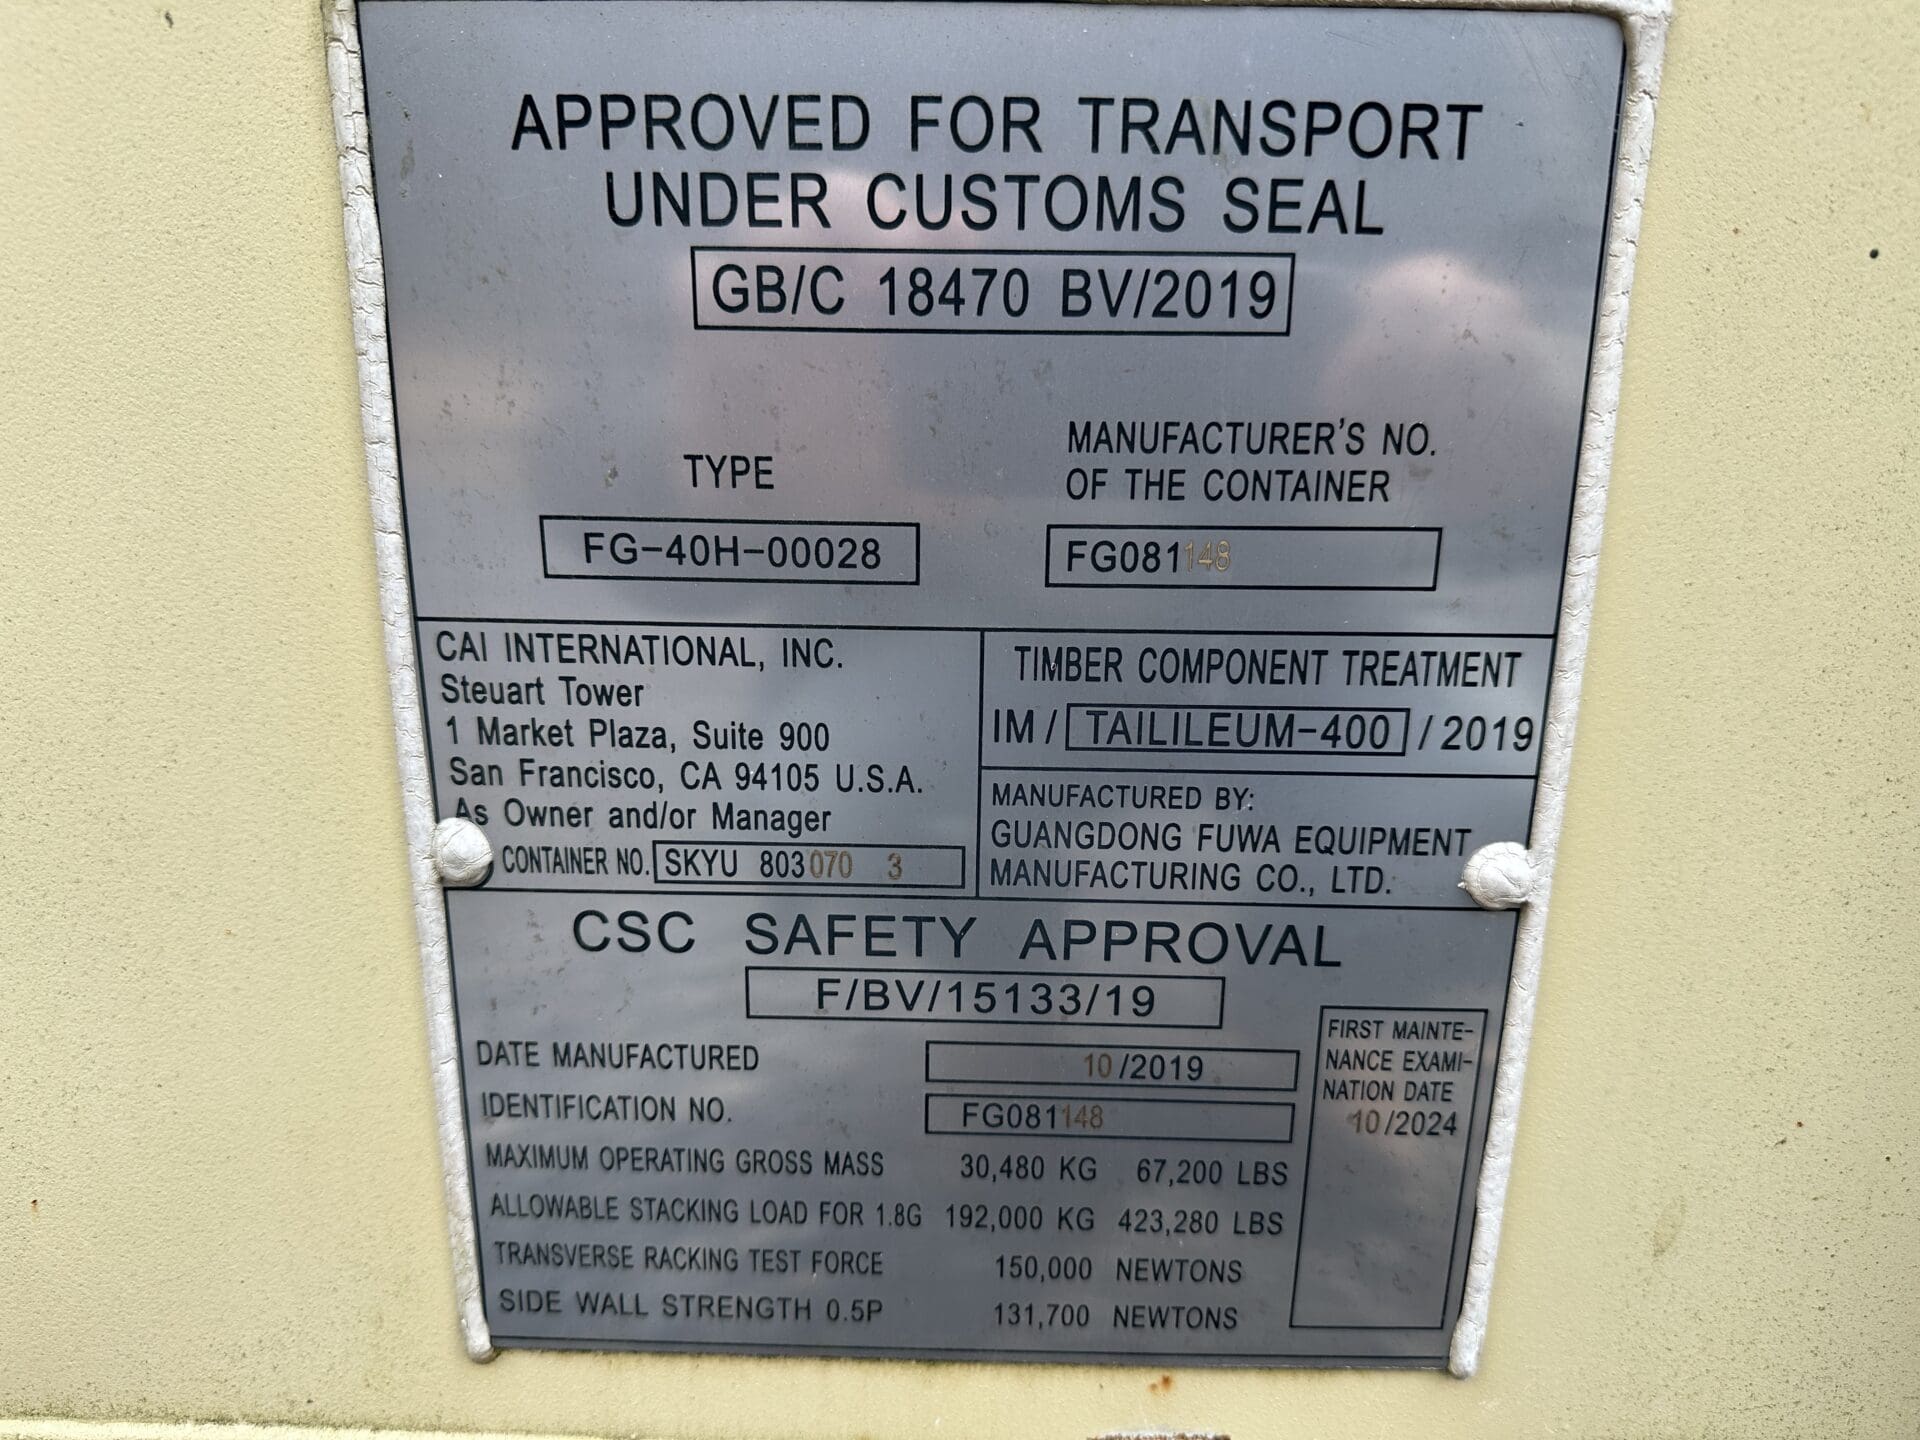 APPROVED FOR TRANSPORT
UNDER CUSTOMS SEAL
GB/C 18470 BV/2019
TYPE
FG-40H-00028
MANUFACTURER'S NO.
OF THE CONTAINER
FG081148
CAI INTERNATIONAL, INC.
Steuart Tower
1 Market Plaza, Suite 900
San Francisco, CA 94105 U.S.A.
As Owner and/or Manager
CONTAINER NO. SKYU 803070 3
TIMBER COMPONENT TREATMENT
IM / TAILILEUM-400 / 2019
MANUFACTURED BY:
GUANGDONG FUWA EQUIPMENT
MANUFACTURING CO., LTD.
CSC SAFETY APPROVAL
F/BV/15133/19
DATE MANUFACTURED 10/2019
IDENTIFICATION NO. FG081148
MAXIMUM OPERATING GROSS MASS 30,480 KG 67,200 LBS
ALLOWABLE STACKING LOAD FOR 1.8G 192,000 KG 423,280 LBS
TRANSVERSE RACKING TEST FORCE 150,000 NEWTONS
SIDE WALL STRENGTH 0.5P 131,700 NEWTONS
FIRST MAINTE-
NANCE EXAMI-
NATION DATE
10/2024